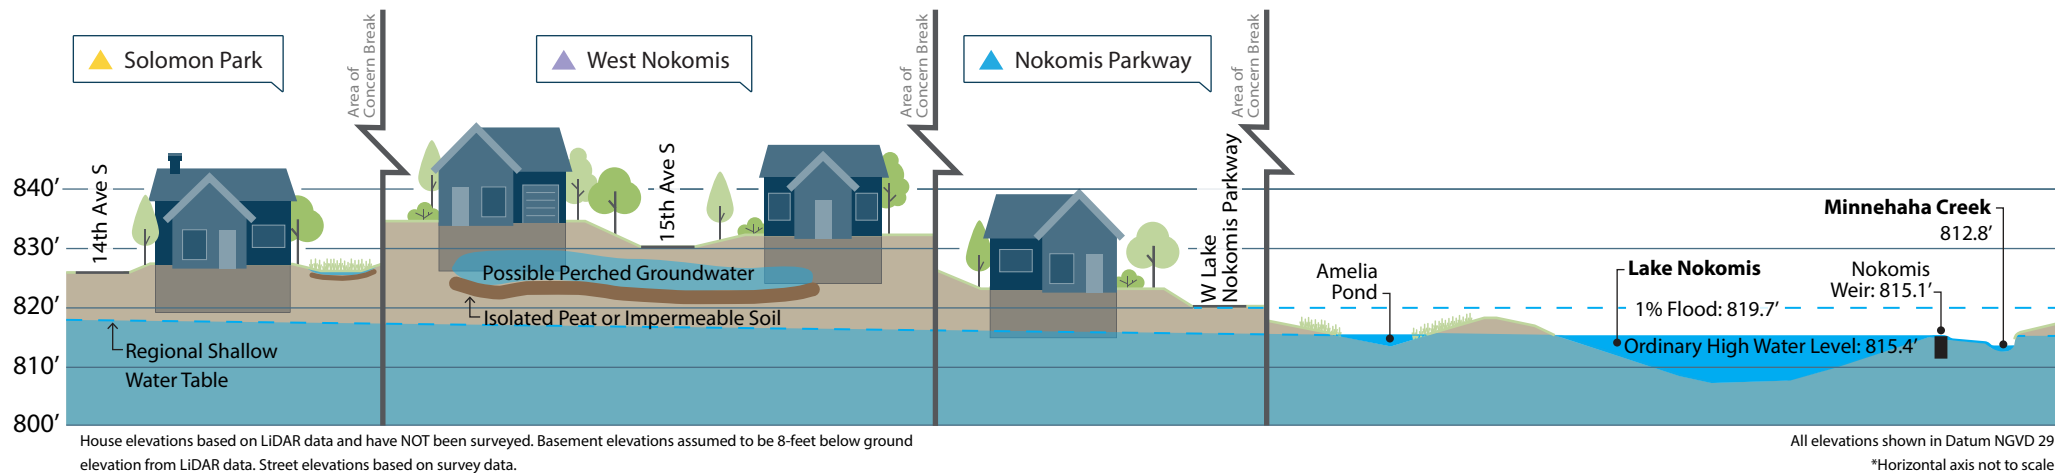 Solomon Park
West Nokomis
Nokomis Parkway
Area of
Concern Break
Area of
Concern Break
Area of
Concern Break
840’
830’
820’
810’
800’
14th Ave S
15th Ave S
W Lake
Nokomis Parkway
Possible Perched Groundwater
Isolated Peat or Impermeable Soil
Regional Shallow
Water Table
Amelia
Pond
Lake Nokomis
1% Flood: 819.7’
Ordinary High Water Level: 815.4’
Nokomis
Weir: 815.1’
Minnehaha Creek
812.8’
House elevations based on LiDAR data and have NOT been surveyed. Basement elevations assumed to be 8-feet below ground
elevation from LiDAR data. Street elevations based on survey data.
All elevations shown in Datum NGVD 29
*Horizontal axis not to scale